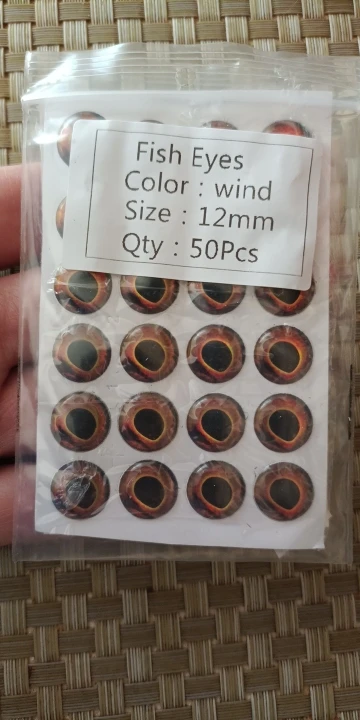 Fish Eyes
Color : wind
Size : 12mm
Qty : 50Pcs